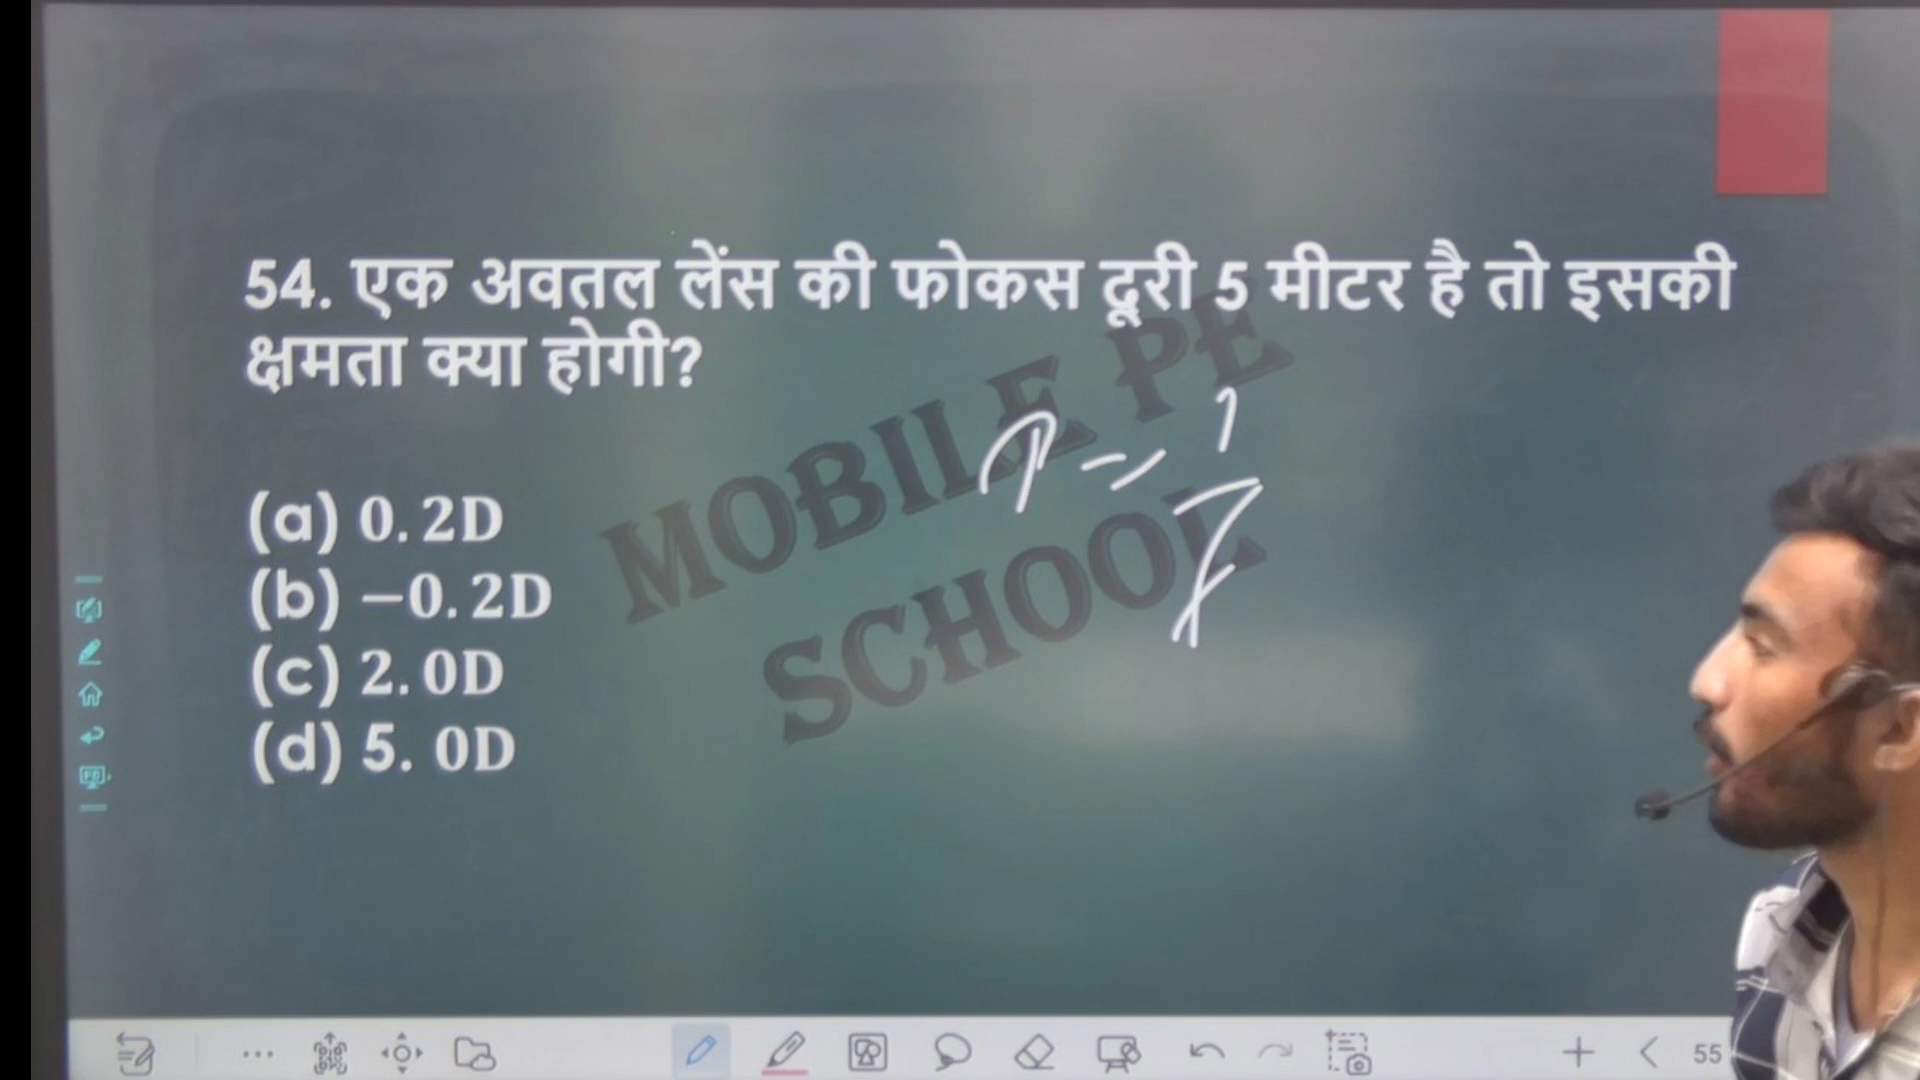 54. एक अवतल लेंस की फोकस दूरी 5 मीटर है तो इसकी
क्षमता क्या होगी?
(a) 0.2D
(b) −0.2D
(c) 2.0D
(d) 5.0D
MOBILE PE
SCHOOL
P = 1
f
55